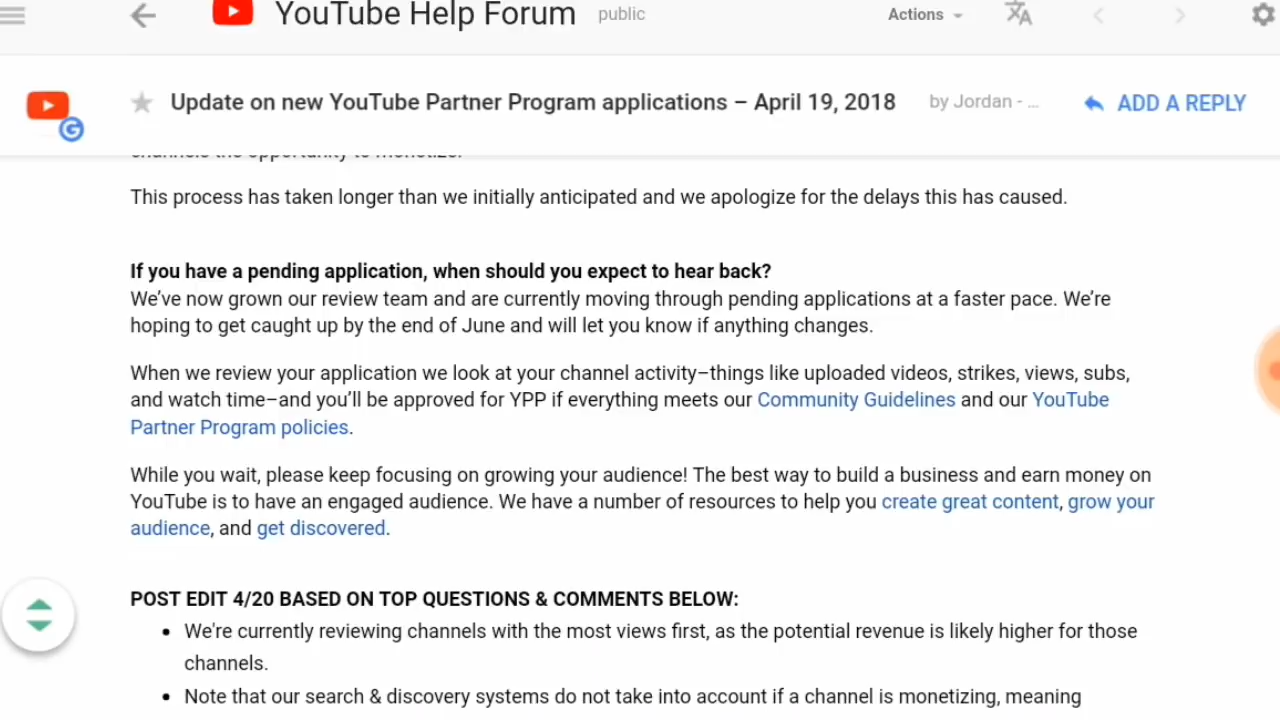 YouTube Help Forum public Actions
Update on new YouTube Partner Program applications – April 19, 2018 by Jordan - ... ADD A REPLY
channels the opportunity to monetize.
This process has taken longer than we initially anticipated and we apologize for the delays this has caused.
If you have a pending application, when should you expect to hear back?
We’ve now grown our review team and are currently moving through pending applications at a faster pace. We’re
hoping to get caught up by the end of June and will let you know if anything changes.
When we review your application we look at your channel activity–things like uploaded videos, strikes, views, subs,
and watch time–and you’ll be approved for YPP if everything meets our Community Guidelines and our YouTube
Partner Program policies.
While you wait, please keep focusing on growing your audience! The best way to build a business and earn money on
YouTube is to have an engaged audience. We have a number of resources to help you create great content, grow your
audience, and get discovered.
POST EDIT 4/20 BASED ON TOP QUESTIONS & COMMENTS BELOW:
• We're currently reviewing channels with the most views first, as the potential revenue is likely higher for those
channels.
• Note that our search & discovery systems do not take into account if a channel is monetizing, meaning